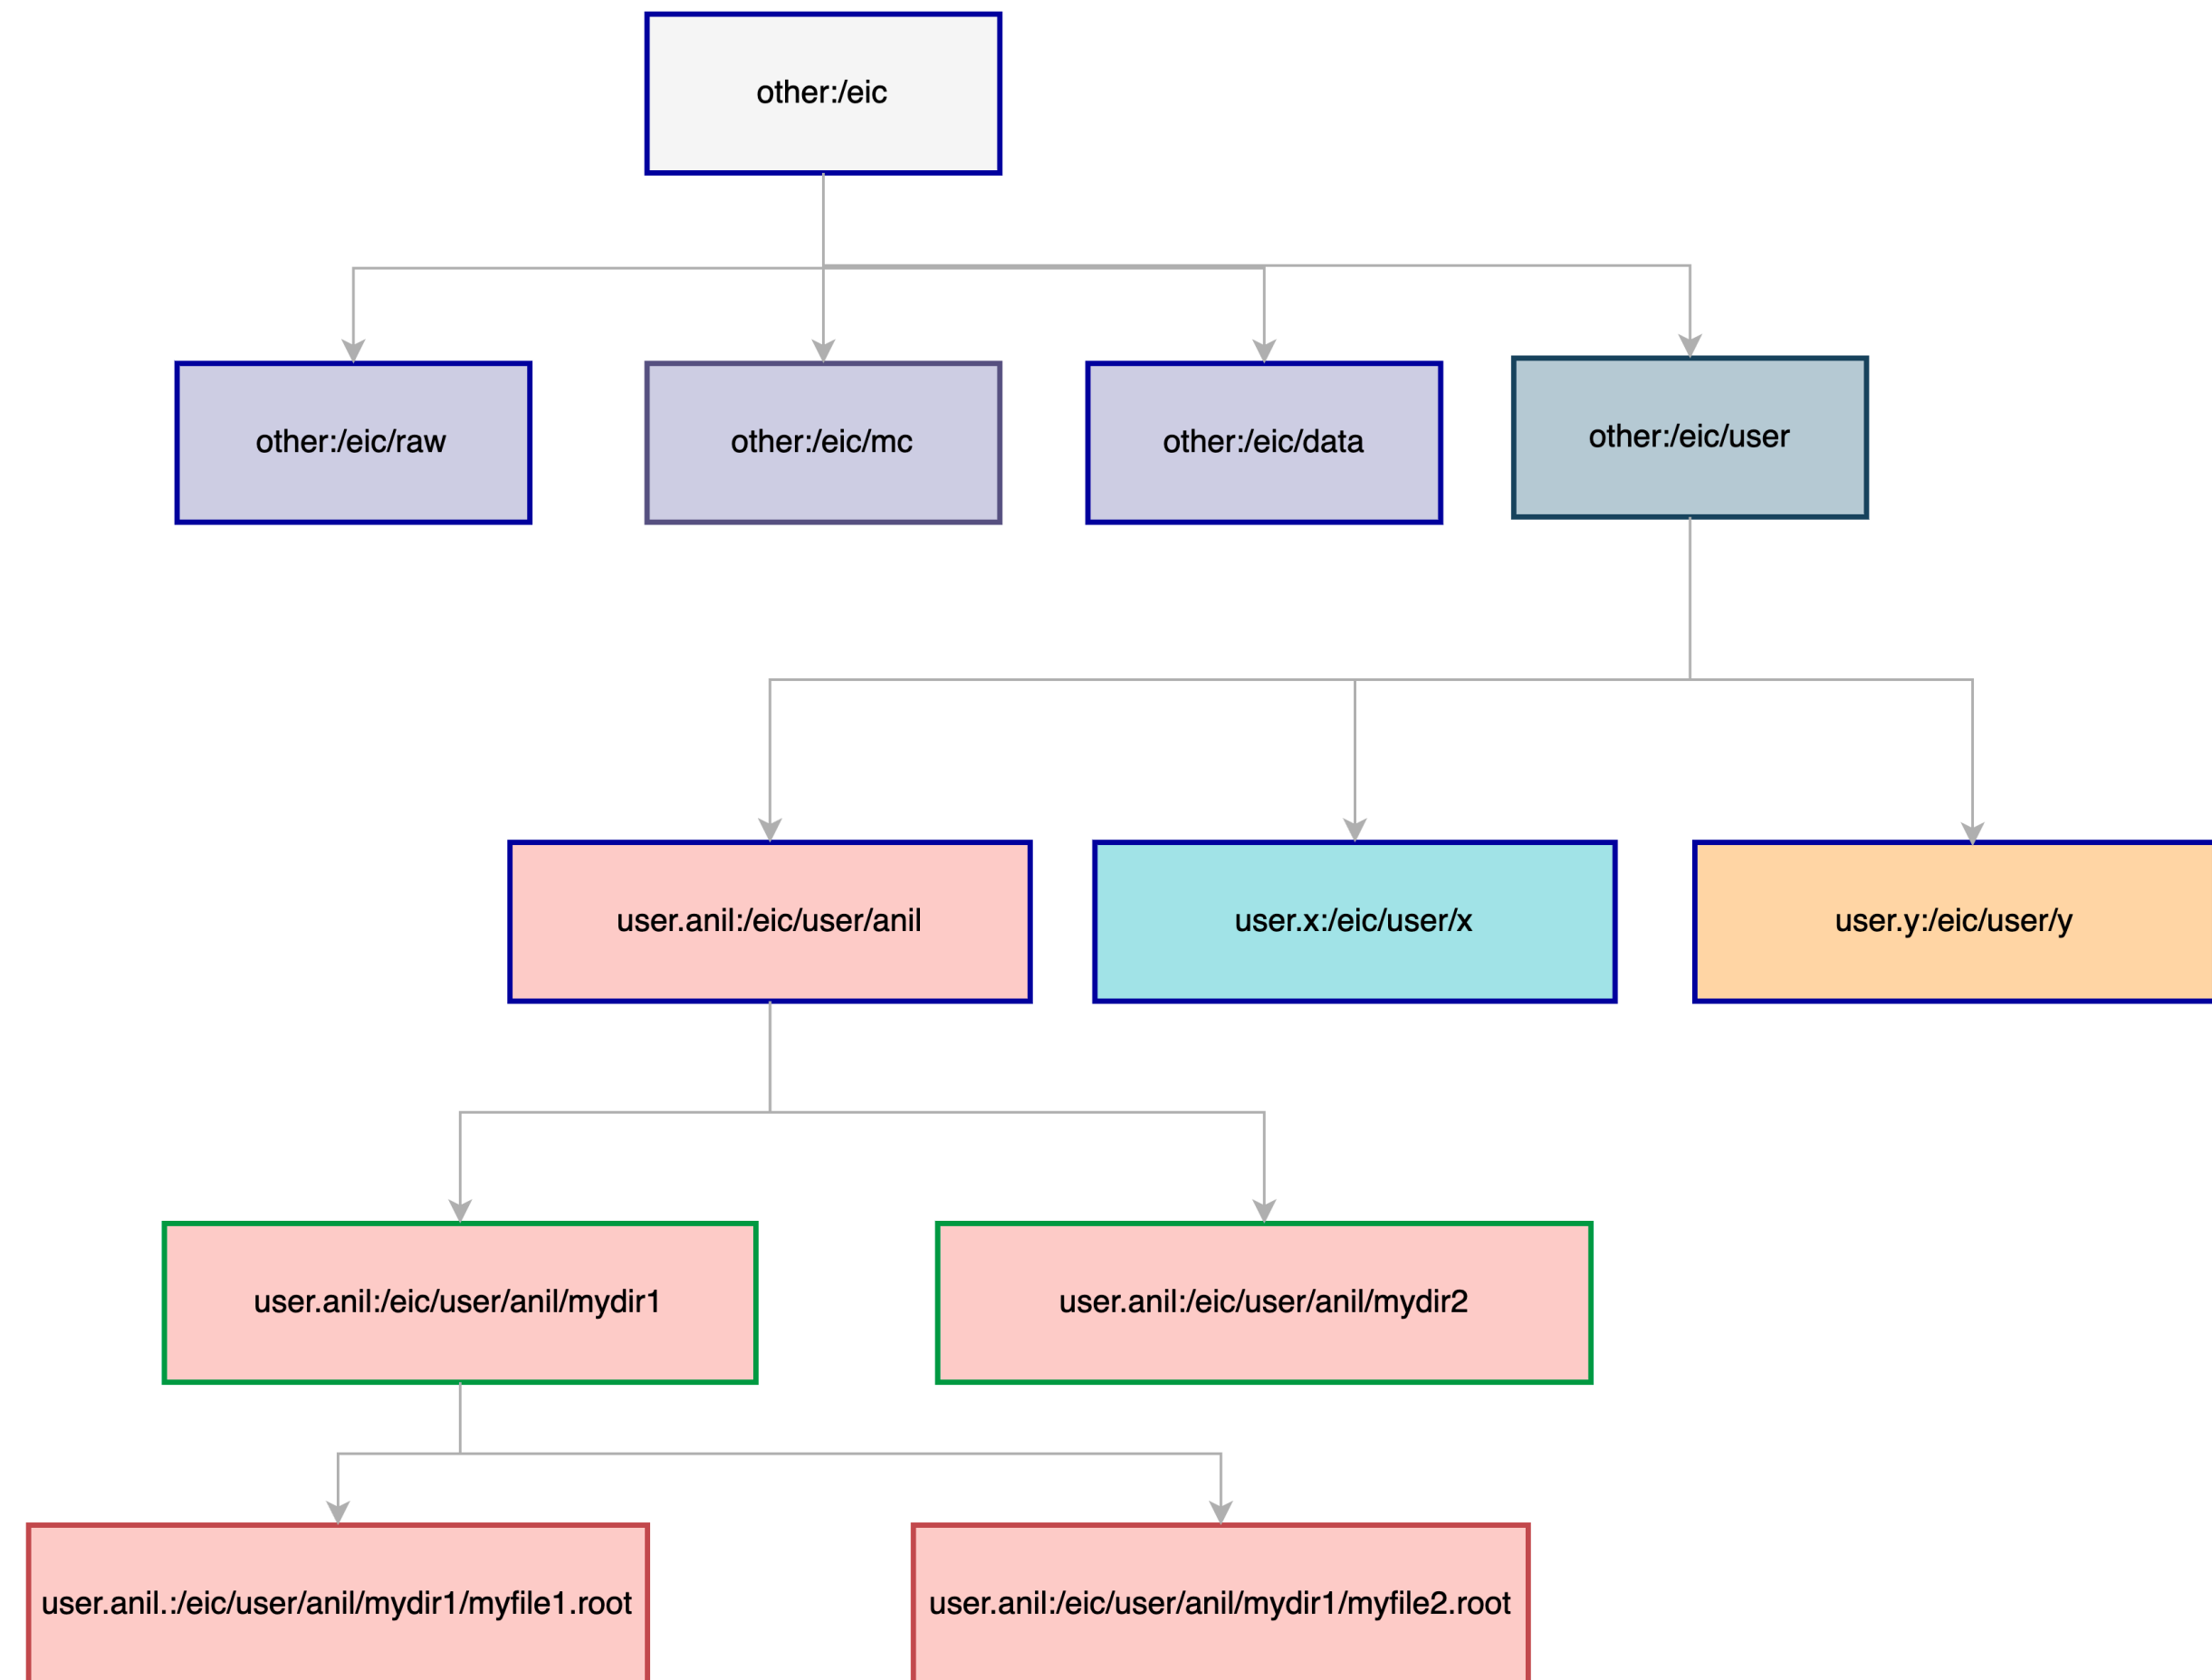 other:/eic
other:/eic/raw
other:/eic/mc
other:/eic/data
other:/eic/user
user.anil:/eic/user/anil
user.x:/eic/user/x
user.y:/eic/user/y
user.anil:/eic/user/anil/mydir1
user.anil:/eic/user/anil/mydir2
user.anil.:/eic/user/anil/mydir1/myfile1.root
user.anil:/eic/user/anil/mydir1/myfile2.root